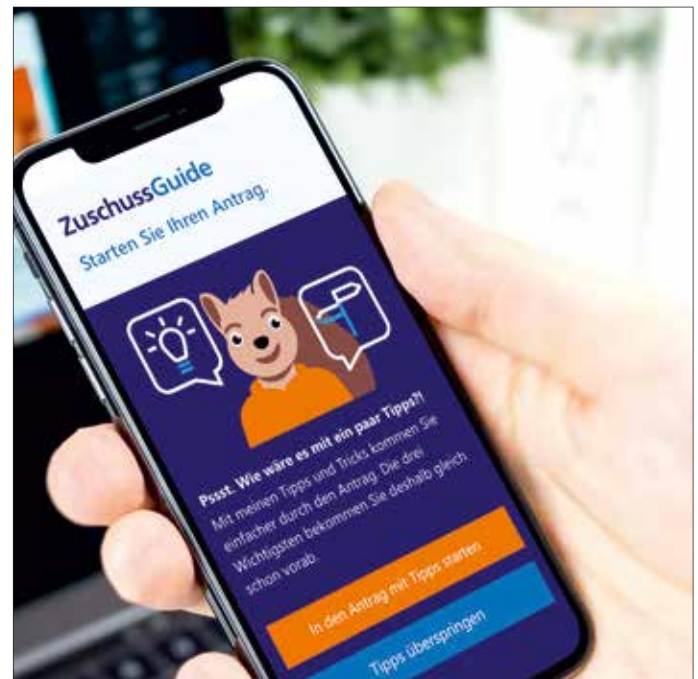 ZuschussGuide
Starten Sie Ihren Antrag.
Pssst. Wie wäre es mit ein paar Tipps?!
Mit meinen Tipps und Tricks kommen Sie
einfacher durch den Antrag. Die drei
Wichtigsten bekommen Sie deshalb gleich
schon vorab.
In den Antrag mit Tipps starten
Tipps überspringen